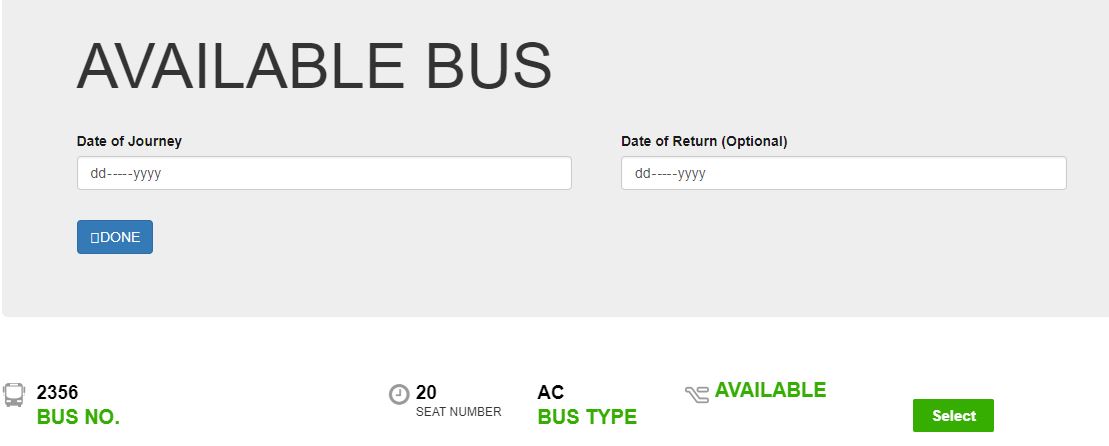 AVAILABLE BUS
Date of Journey
Date of Return (Optional)
dd-----yyyy
dd-----yyyy
DONE
2356
BUS NO.
20
SEAT NUMBER
AC
BUS TYPE
AVAILABLE
Select